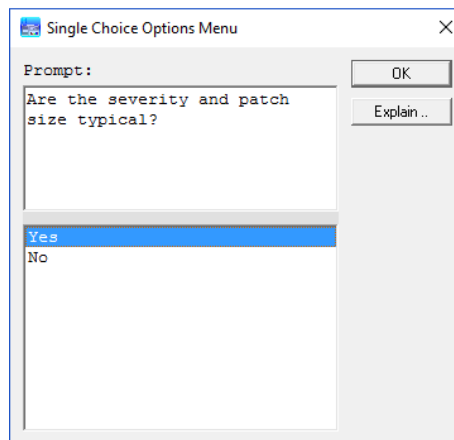 Single Choice Options Menu
Prompt:
Are the severity and patch
size typical?
Yes
No
OK
Explain ..